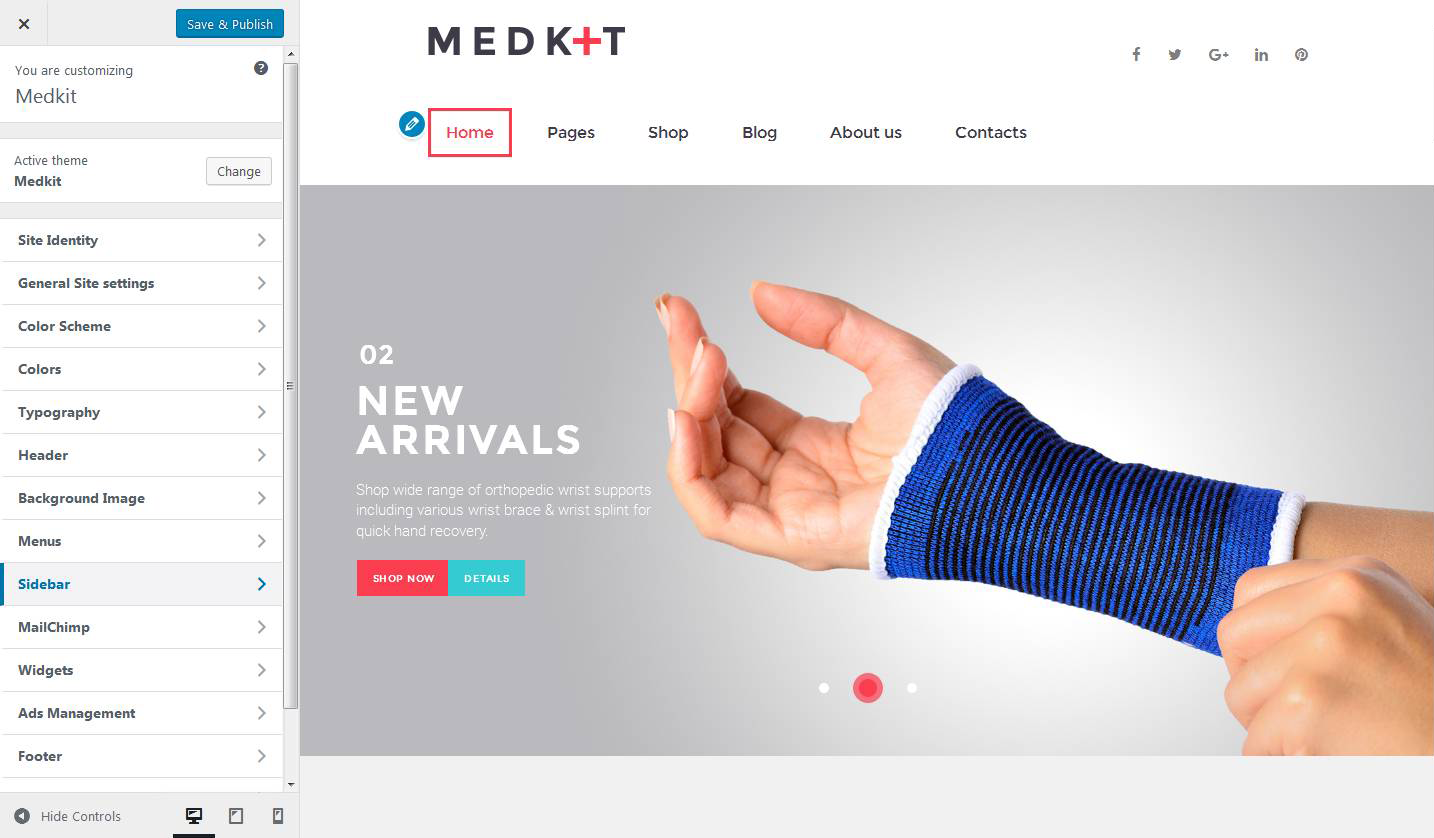 Save & Publish
You are customizing
Medkit
Active theme
Medkit
Change
Site Identity
General Site settings
Color Scheme
Colors
Typography
Header
Background Image
Menus
Sidebar
MailChimp
Widgets
Ads Management
Footer
Hide Controls
MEDKIT
Home Pages Shop Blog About us Contacts
02
NEW
ARRIVALS
Shop wide range of orthopedic wrist supports
including various wrist brace & wrist splint for
quick hand recovery.
SHOP NOW DETAILS